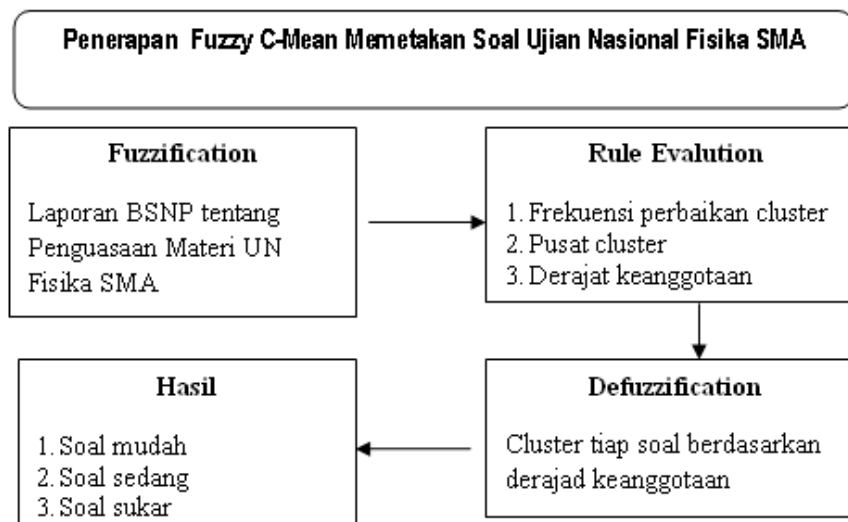 Penerapan Fuzzy C-Mean Memetakan Soal Ujian Nasional Fisika SMA
Fuzzification
Laporan BSNP tentang
Penguasaan Materi UN
Fisika SMA
Rule Evalution
1. Frekuensi perbaikan cluster
2. Pusat cluster
3. Derajat keanggotaan
Hasil
1. Soal mudah
2. Soal sedang
3. Soal sukar
Defuzzification
Cluster tiap soal berdasarkan
derajad keanggotaan